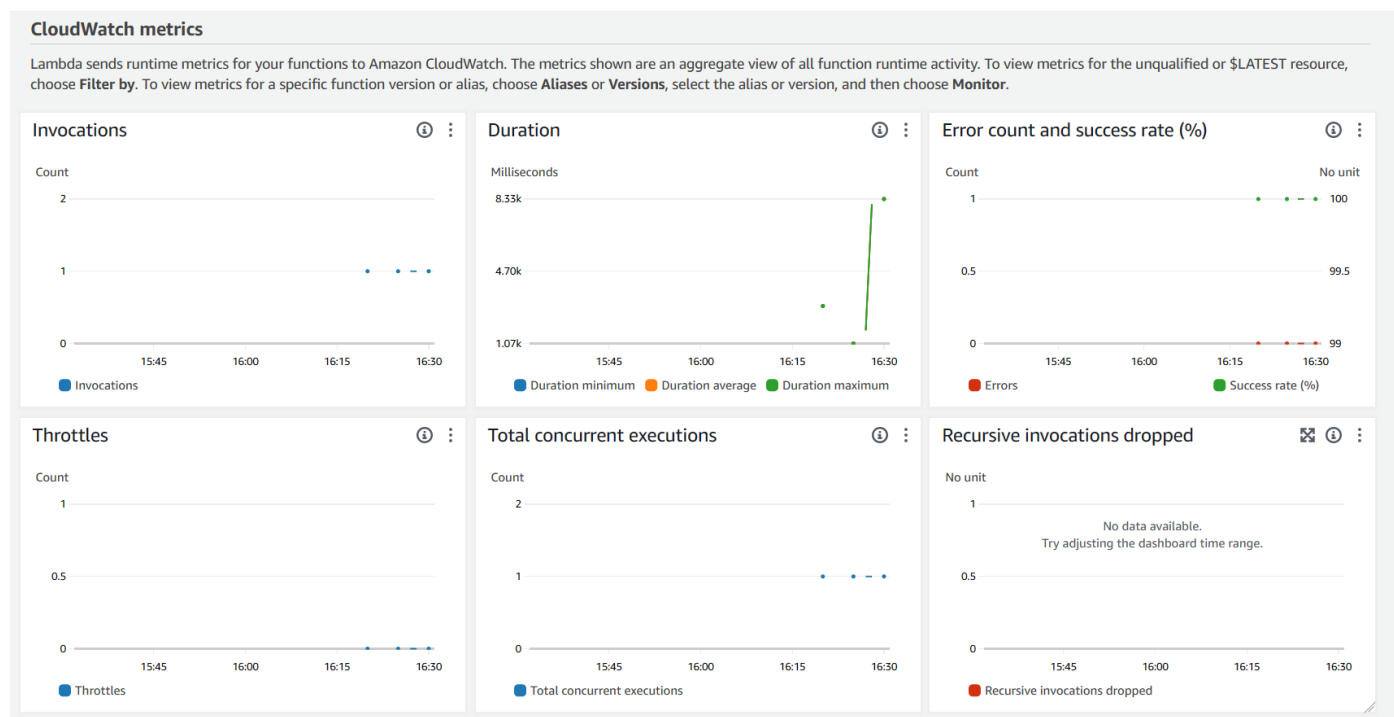 CloudWatch metrics
Lambda sends runtime metrics for your functions to Amazon CloudWatch. The metrics shown are an aggregate view of all function runtime activity. To view metrics for the unqualified or $LATEST resource,
choose Filter by. To view metrics for a specific function version or alias, choose Aliases or Versions, select the alias or version, and then choose Monitor.
Invocations
Count
2
1
0
15:45 16:00 16:15 16:30
Invocations
Duration
Milliseconds
8.33k
4.70k
1.07k
15:45 16:00 16:15 16:30
Duration minimum Duration average Duration maximum
Error count and success rate (%)
Count No unit
1 100
0.5 99.5
0 99
15:45 16:00 16:15 16:30
Errors Success rate (%)
Throttles
Count
1
0.5
0
15:45 16:00 16:15 16:30
Throttles
Total concurrent executions
Count
2
1
0
15:45 16:00 16:15 16:30
Total concurrent executions
Recursive invocations dropped
No unit
1
No data available.
Try adjusting the dashboard time range.
0.5
0
15:45 16:00 16:15 16:30
Recursive invocations dropped